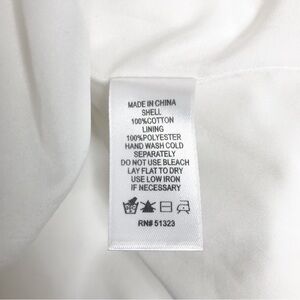 MADE IN CHINA
SHELL
100%COTTON
LINING
100%POLYESTER
HAND WASH COLD
SEPARATELY
DO NOT USE BLEACH
LAY FLAT TO DRY
USE LOW IRON
IF NECESSARY
RN# 51323